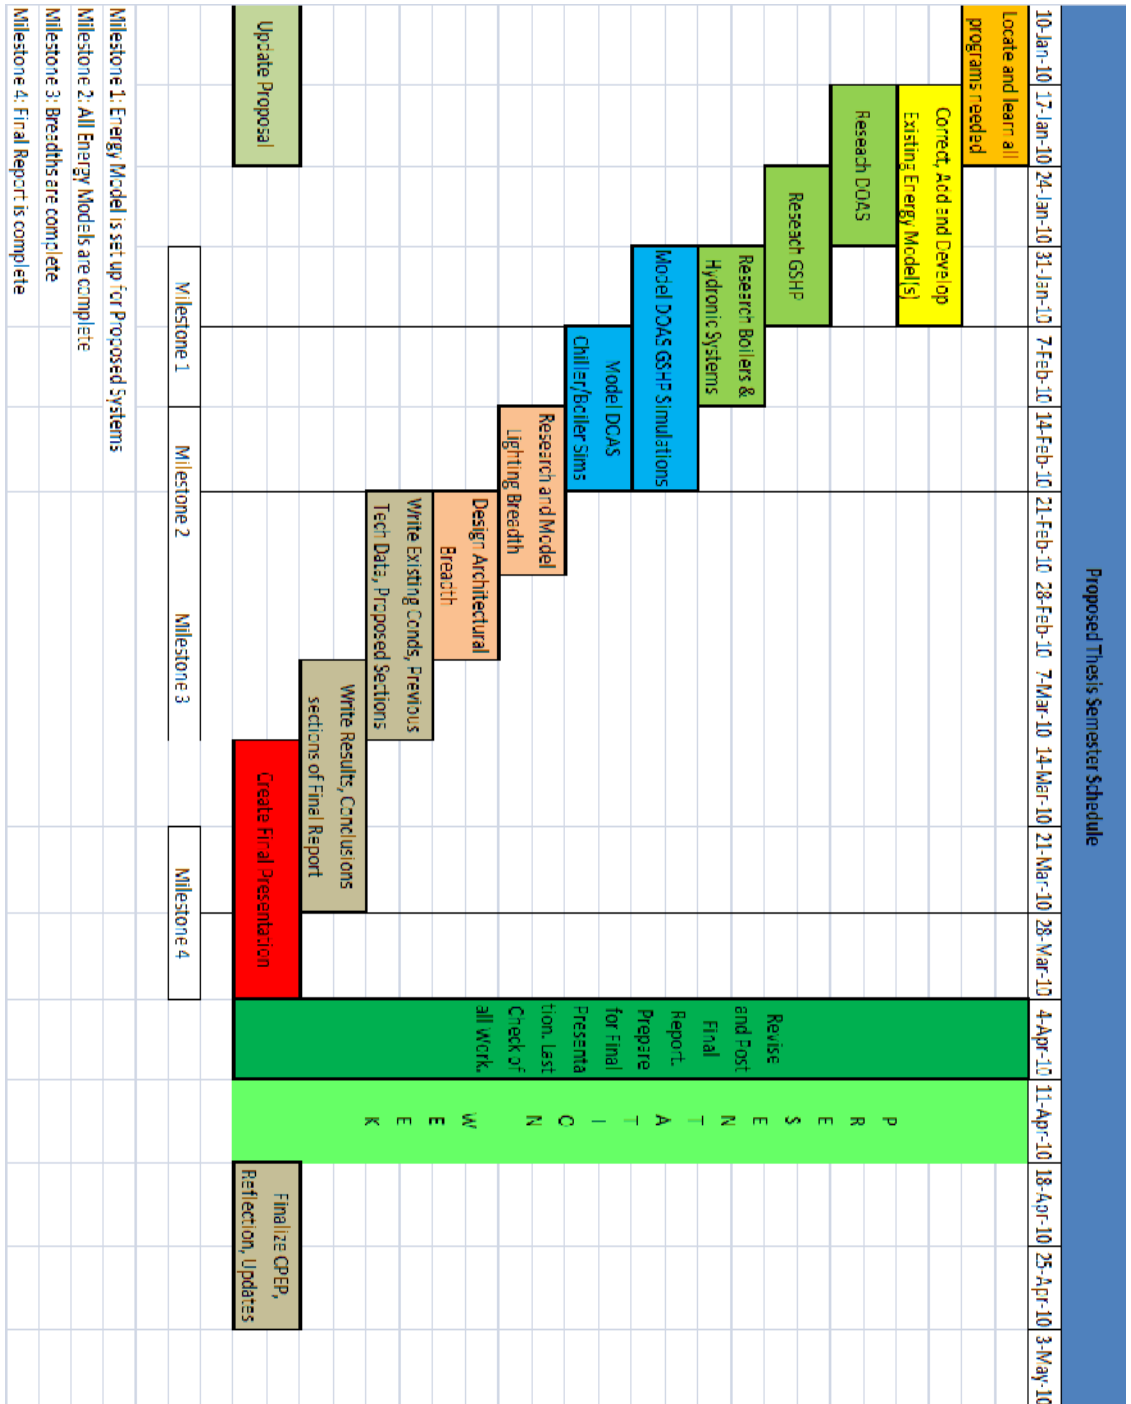 Proposed Thesis Semester Schedule
10-Jan-10 17-Jan-10 24-Jan-10 31-Jan-10 7-Feb-10 14-Feb-10 21-Feb-10 28-Feb-10 7-Mar-10 14-Mar-10 21-Mar-10 28-Mar-10 4-Apr-10 11-Apr-10 18-Apr-10 25-Apr-10 3-May-10
Locate and learn all
programs needed
Correct, Add and Develop
Existing Energy Model(s)
Reseach DOAS
Reseach GSHP
Research Boilers &
Hydronic Systems
Model DOAS GSHP Simulations
Model DOAS
Chiller/Boiler Sims
Research and Model
Lighting Breadth
Design Architectural
Breadth
Write Existing Conds, Previous
Tech Data, Proposed Sections
Write Results, Conclusions
sections of Final Report
Update Proposal
Create Final Presentation
Revise
and Post
Final
Report.
Prepare
for Final
Presenta
tion. Last
Check of
all Work.
P
R
E
S
E
N
T
A
T
I
C
N
W
E
E
K
Finalize CPEP,
Reflection, Updates
Milestone 1
Milestone 2
Milestone 3
Milestone 4
Milestone 1: Energy Model is set up for Proposed Systems
Milestone 2: All Energy Models are complete
Milestone 3: Breadths are complete
Milestone 4: Final Report is complete